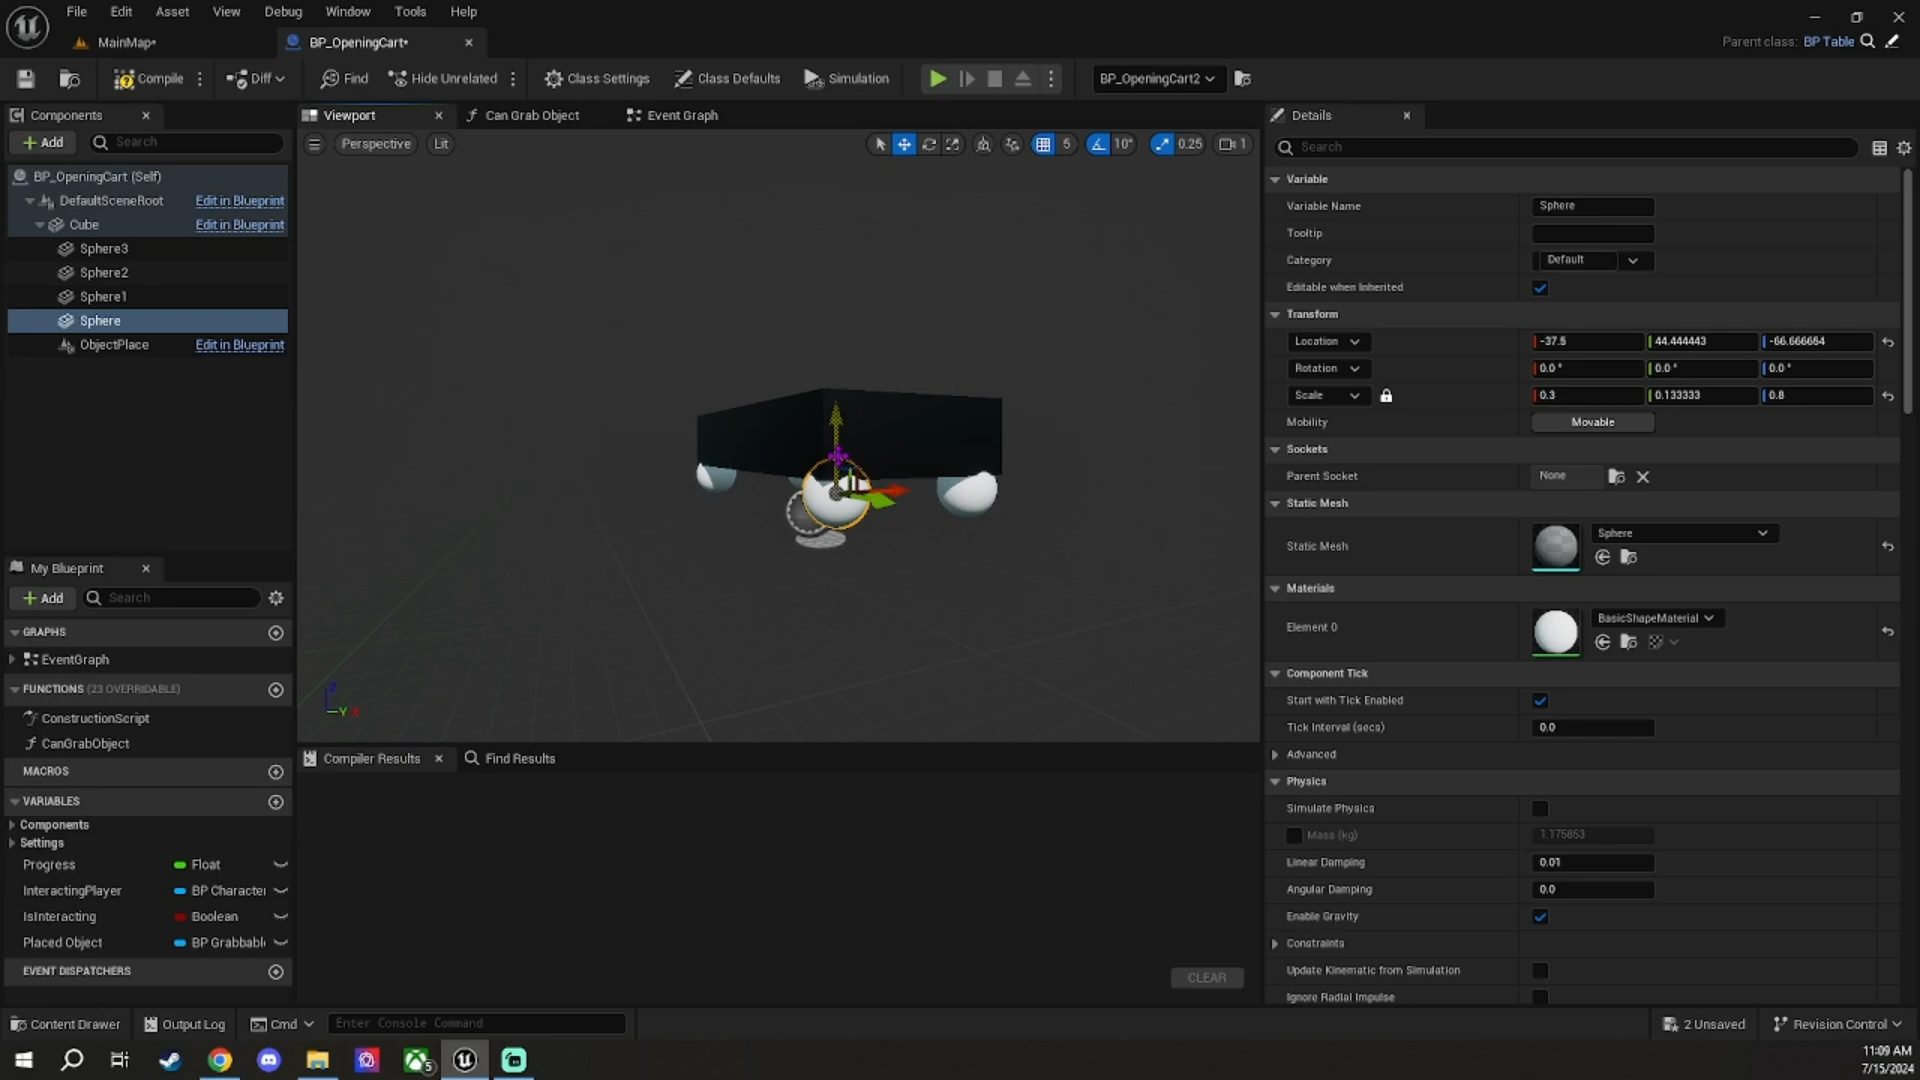 File Edit View Asset Debug Window Tools Help
MainMap*
BP_OpeningCart*
Parent class: BP Table
Compile
Diff
Find
Hide Unrelated
Class Settings
Class Defaults
Simulation
BP_OpeningCart2
Components
Add
Search
BP_OpeningCart (Self)
DefaultSceneRoot Edit in Blueprint
Cube Edit in Blueprint
Sphere3
Sphere2
Sphere1
Sphere
ObjectPlace Edit in Blueprint
My Blueprint
Add
Search
GRAPHS
EventGraph
FUNCTIONS (23 OVERRIDABLE)
ConstructionScript
CanGrabObject
MACROS
VARIABLES
Components
Settings
Progress Float
InteractingPlayer BP Character
IsInteracting Boolean
Placed Object BP Grabbabl
EVENT DISPATCHERS
Viewport
Can Grab Object
Event Graph
Perspective
Lit
5
10°
0.25
1
Z
Y X
Compiler Results
Find Results
CLEAR
Details
Search
Variable
Variable Name Sphere
Tooltip
Category Default
Editable when Inherited
Transform
Location -37.5 44.444443 -66.666664
Rotation 0.0 ° 0.0 ° 0.0 °
Scale 0.3 0.133333 0.8
Mobility Movable
Sockets
Parent Socket None
Static Mesh
Static Mesh Sphere
Materials
Element 0 BasicShapeMaterial
Component Tick
Start with Tick Enabled
Tick Interval (secs) 0.0
Advanced
Physics
Simulate Physics
Mass (kg) 1.175853
Linear Damping 0.01
Angular Damping 0.0
Enable Gravity
Constraints
Update Kinematic from Simulation
Ignore Radial Impulse
Content Drawer
Output Log
Cmd
Enter Console Command
2 Unsaved
Revision Control
5
11:09 AM
7/15/2024